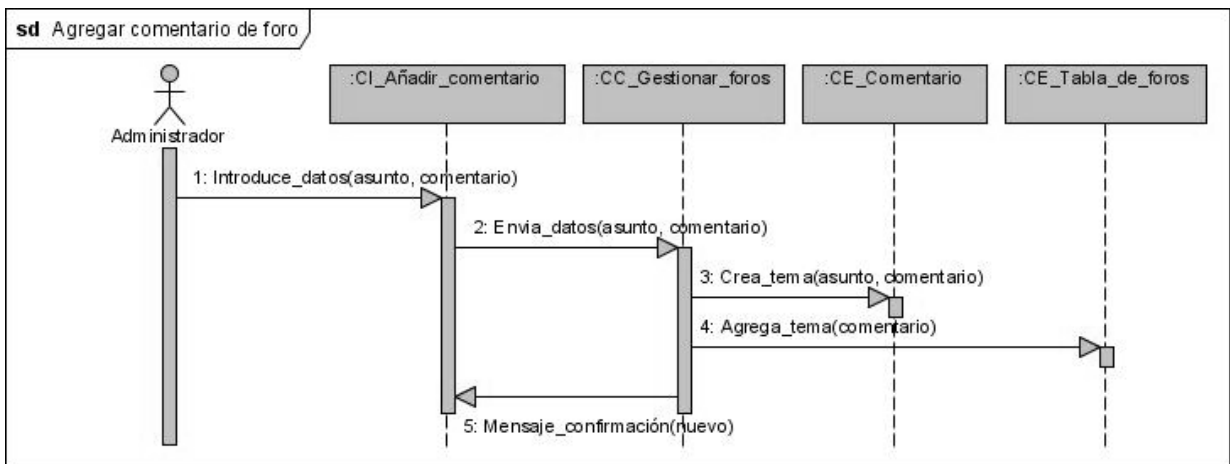 sd Agregar comentario de foro
:CI_Añadir_comentario
:CC_Gestionar_foros
:CE_Comentario
:CE_Tabla_de_foros
Administrador
1: Introduce_datos(asunto, comentario)
2: Envia_datos(asunto, comentario)
3: Crea_tema(asunto, comentario)
4: Agrega_tema(comentario)
5: Mensaje_confirmación(nuevo)